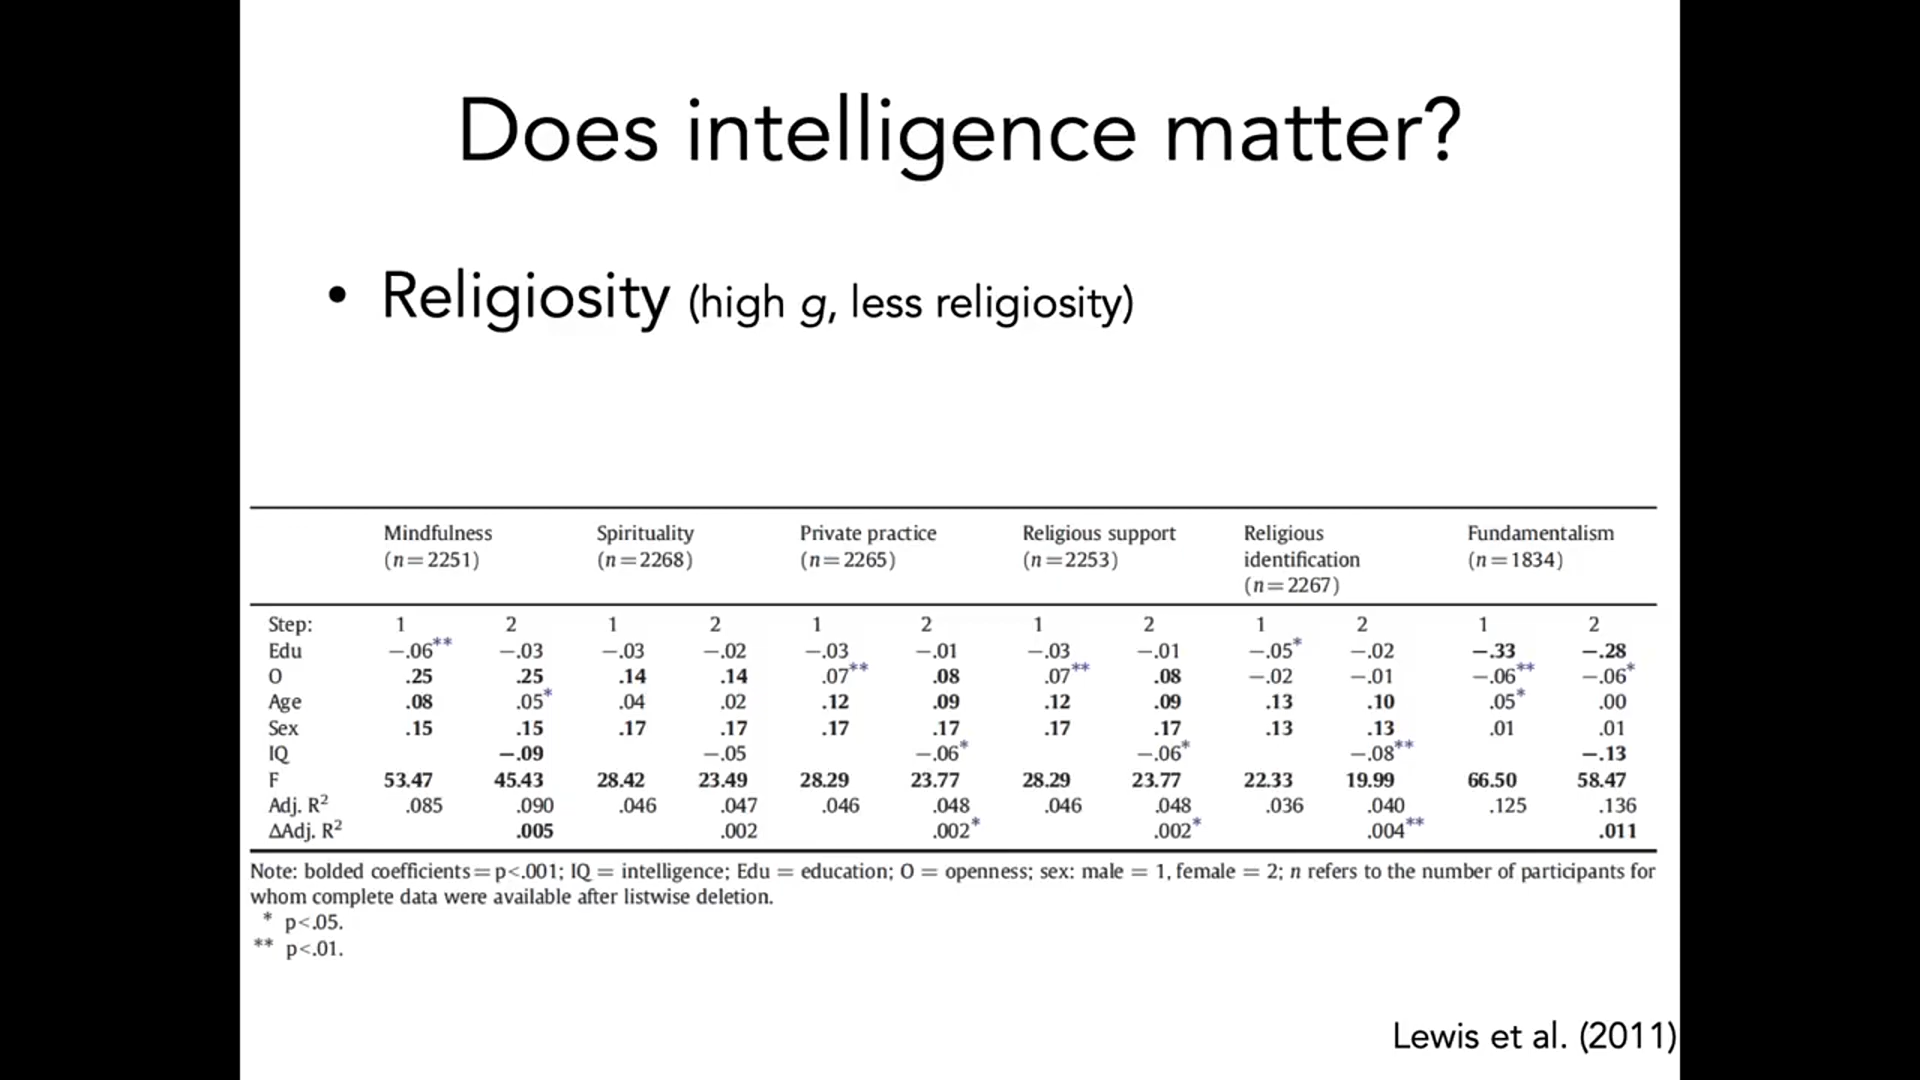 Does intelligence matter?
• Religiosity (high g, less religiosity)
Mindfulness Spirituality Private practice Religious support Religious Fundamentalism
(n=2251) (n=2268) (n=2265) (n=2253) identification (n=1834)
(n=2267)
Step: 1 2 1 2 1 2 1 2 1 2 1 2
Edu −.06** −.03 −.03 −.02 −.03 −.01 −.03 −.01 −.05* −.02 −.33 −.28
O .25 .25 .14 .14 .07** .08 .07** .08 −.02 −.01 −.06** −.06*
Age .08 .05* .04 .02 .12 .09 .12 .09 .13 .10 .05* .00
Sex .15 .15 .17 .17 .17 .17 .17 .17 .13 .13 .01 .01
IQ −.09 −.05 −.06* −.06* −.08** −.13
F 53.47 45.43 28.42 23.49 28.29 23.77 28.29 23.77 22.33 19.99 66.50 58.47
Adj. R² .085 .090 .046 .047 .046 .048 .046 .048 .036 .040 .125 .136
ΔAdj. R² .005 .002 .002* .002* .004** .011
Note: bolded coefficients=p<.001; IQ = intelligence; Edu = education; O = openness; sex: male = 1, female = 2; n refers to the number of participants for
whom complete data were available after listwise deletion.
* p<.05.
** p<.01.
Lewis et al. (2011)